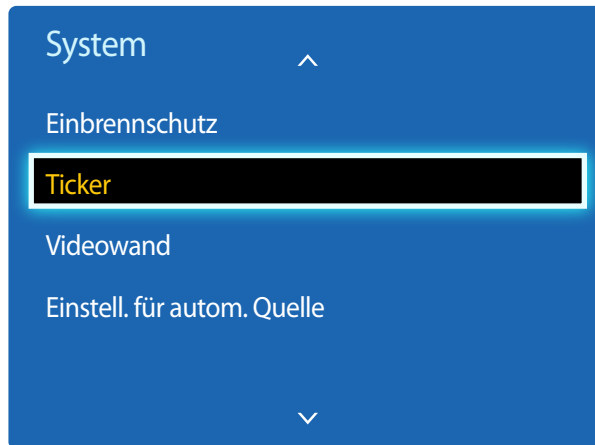 System
Einbrennschutz
Ticker
Videowand
Einstell. für autom. Quelle